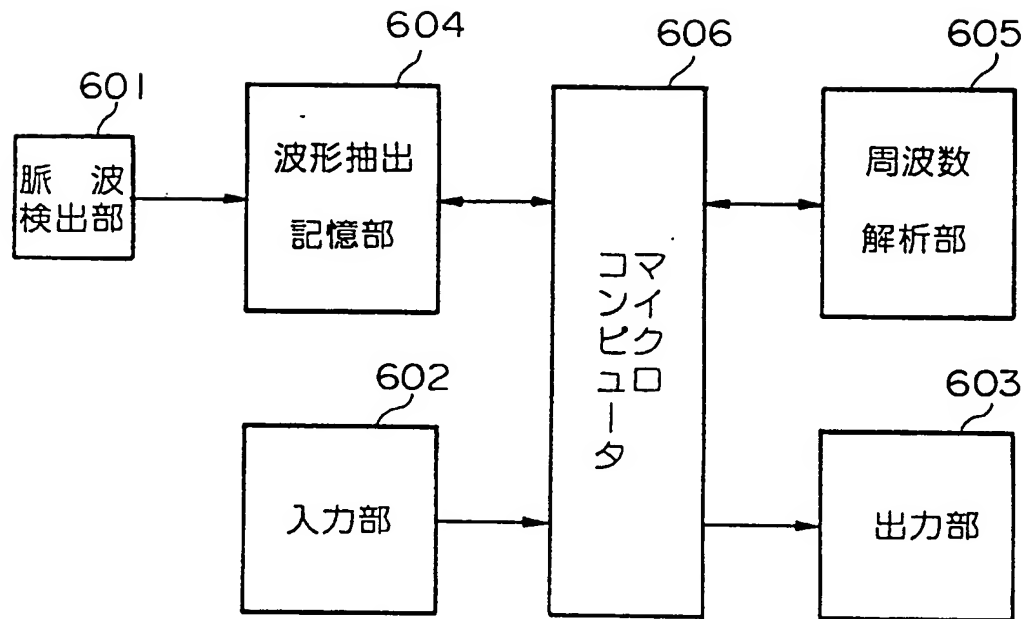 604
606
605
601
脈波
検出部
波形抽出
記憶部
マイクロ
コンピュータ
周波数
解析部
602
603
入力部
出力部